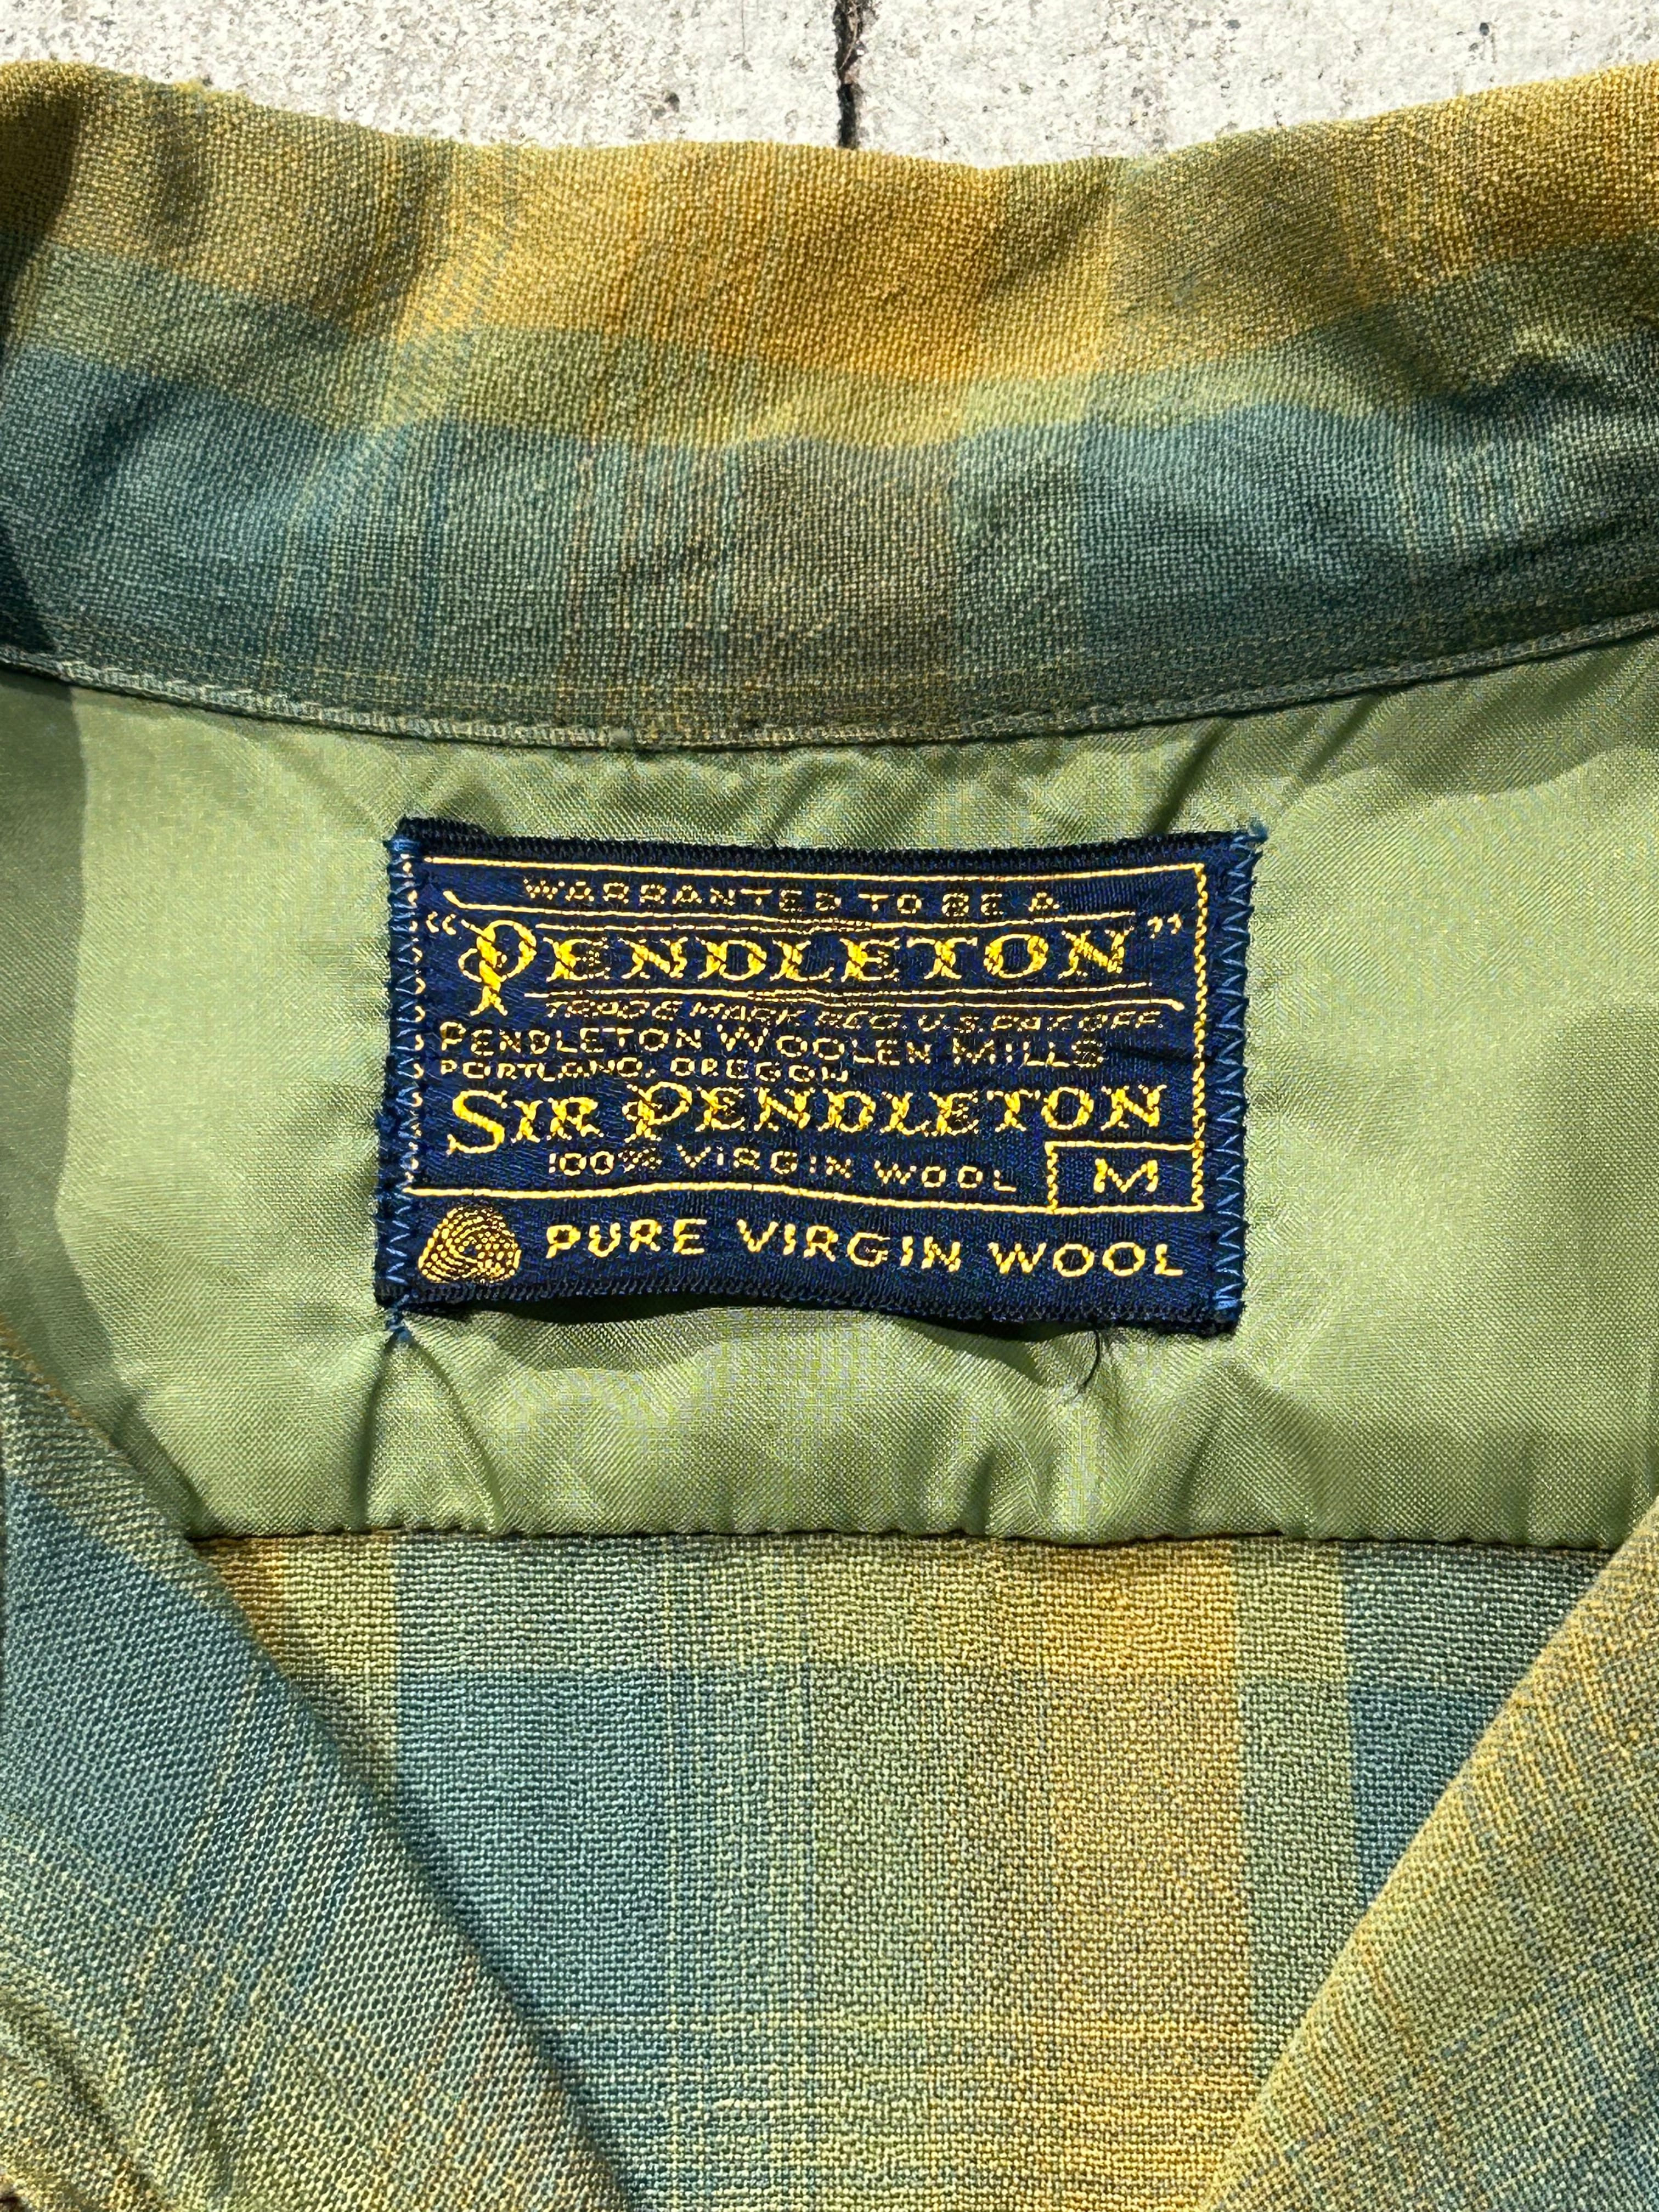 WARRANTED TO BE A
"PENDLETON"
TRADE MARK REG. U.S. PAT. OFF.
PENDLETON WOOLEN MILLS
PORTLAND, OREGON
SIR PENDLETON
100% VIRGIN WOOL
M
PURE VIRGIN WOOL